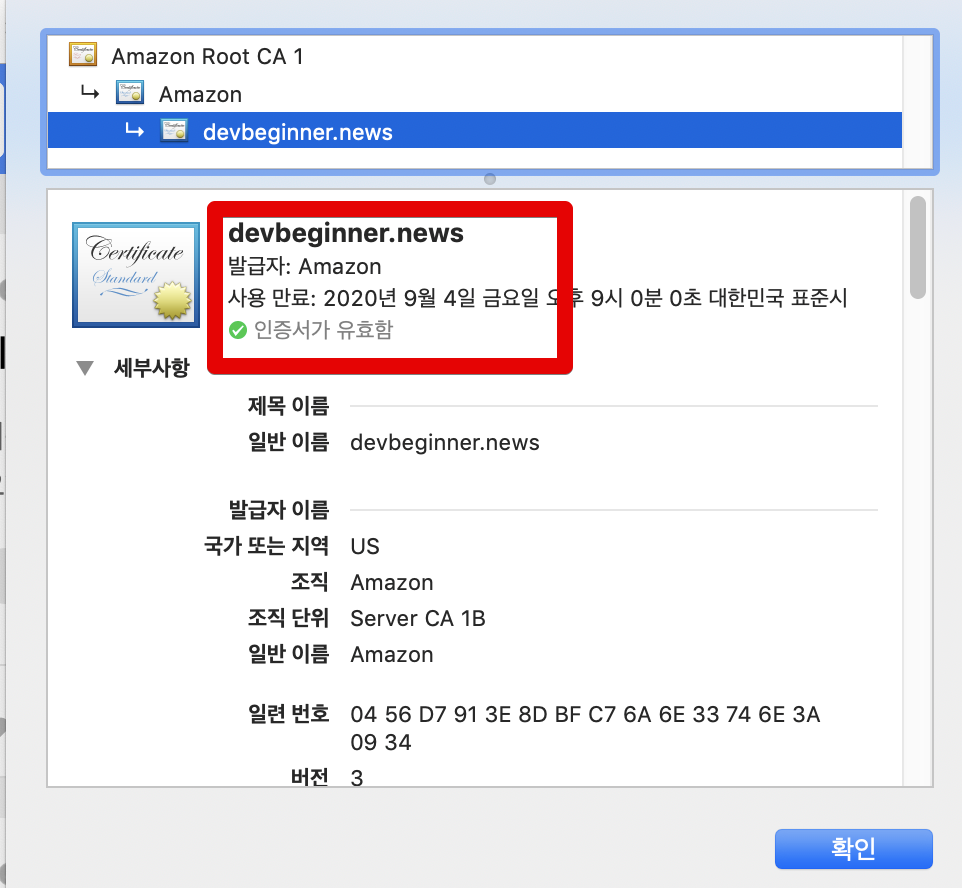 Amazon Root CA 1
Amazon
devbeginner.news
Certificate
Standard
devbeginner.news
발급자: Amazon
사용 만료: 2020년 9월 4일 금요일 오후 9시 0분 0초 대한민국 표준시
인증서가 유효함
세부사항
제목 이름
일반 이름 devbeginner.news
발급자 이름
국가 또는 지역 US
조직 Amazon
조직 단위 Server CA 1B
일반 이름 Amazon
일련 번호 04 56 D7 91 3E 8D BF C7 6A 6E 33 74 6E 3A
09 34
버전 3
확인